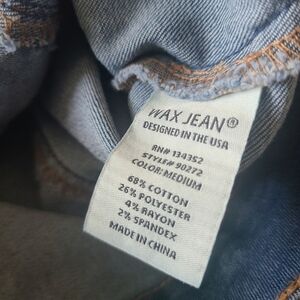 WAX JEAN®
DESIGNED IN THE USA
RN# 134352
STYLE# 90272
COLOR: MEDIUM
68% COTTON
26% POLYESTER
4% RAYON
2% SPANDEX
MADE IN CHINA